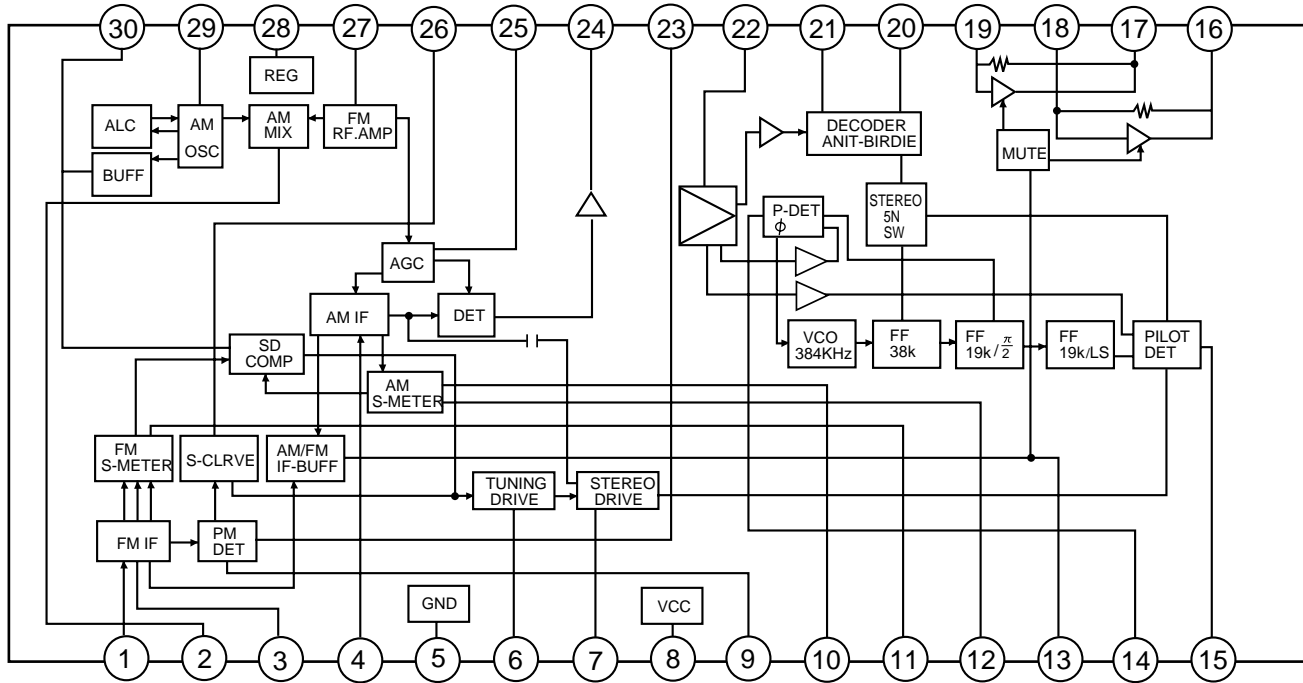 30 29 28 27 26 25 24 23 22 21 20 19 18 17 16
REG
ALC
AM
OSC
AM
MIX
FM
RF.AMP
BUFF
DECODER
ANIT-BIRDIE
MUTE
STEREO
5N
SW
P-DET
ϕ
AGC
AM IF
DET
SD
COMP
VCO
384KHz
FF
38k
FF
19k/π/2
FF
19k/LS
PILOT
DET
AM
S-METER
FM
S-METER
S-CLRVE
AM/FM
IF-BUFF
TUNING
DRIVE
STEREO
DRIVE
FM IF
PM
DET
GND
VCC
1 2 3 4 5 6 7 8 9 10 11 12 13 14 15